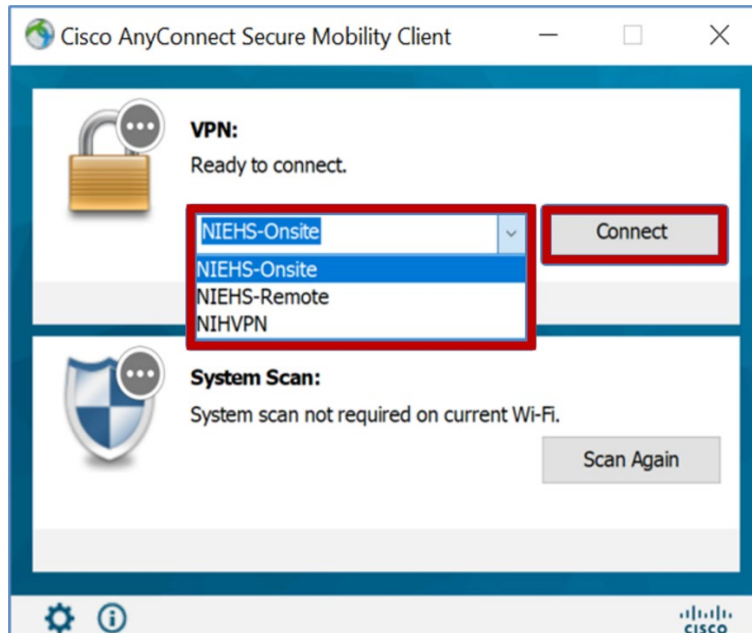 Cisco AnyConnect Secure Mobility Client
VPN:
Ready to connect.
NIEHS-Onsite
Connect
NIEHS-Onsite
NIEHS-Remote
NIHVPN
System Scan:
System scan not required on current Wi-Fi.
Scan Again
CISCO